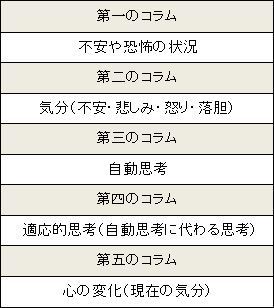 第一のコラム
不安や恐怖の状況
第二のコラム
気分(不安・悲しみ・怒り・落胆)
第三のコラム
自動思考
第四のコラム
適応的思考(自動思考に代わる思考)
第五のコラム
心の変化(現在の気分)